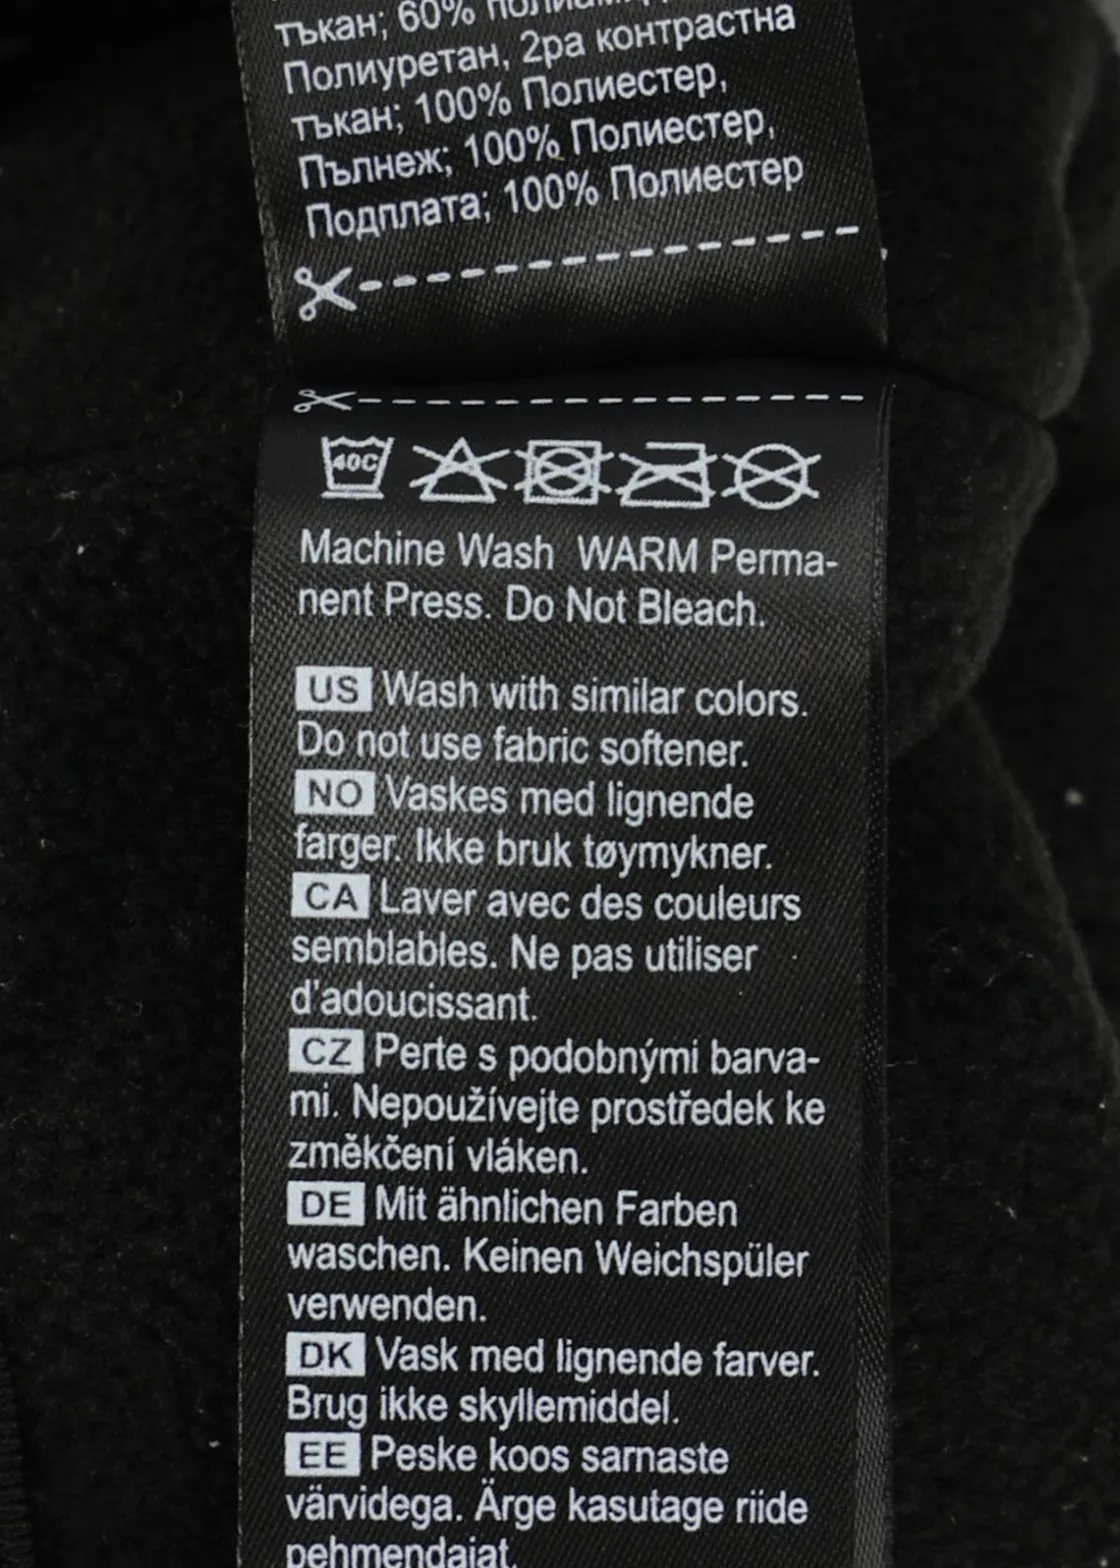 тъкан; 60%
Полиуретан, 2ра контрастна
тъкан; 100% Полиестер,
Пълнеж; 100% Полиестер,
Подплата; 100% Полиестер
40C
Machine Wash WARM Perma-
nent Press. Do Not Bleach.
US Wash with similar colors.
Do not use fabric softener.
NO Vaskes med lignende
farger. Ikke bruk tøymykner.
CA Laver avec des couleurs
semblables. Ne pas utiliser
d'adoucissant.
CZ Perte s podobnými barva-
mi. Nepoužívejte prostředek ke
změkčení vláken.
DE Mit ähnlichen Farben
waschen. Keinen Weichspüler
verwenden.
DK Vask med lignende farver.
Brug ikke skyllemiddel.
EE Peske koos sarnaste
värvidega. Ärge kasutage riide
pehmendajat.